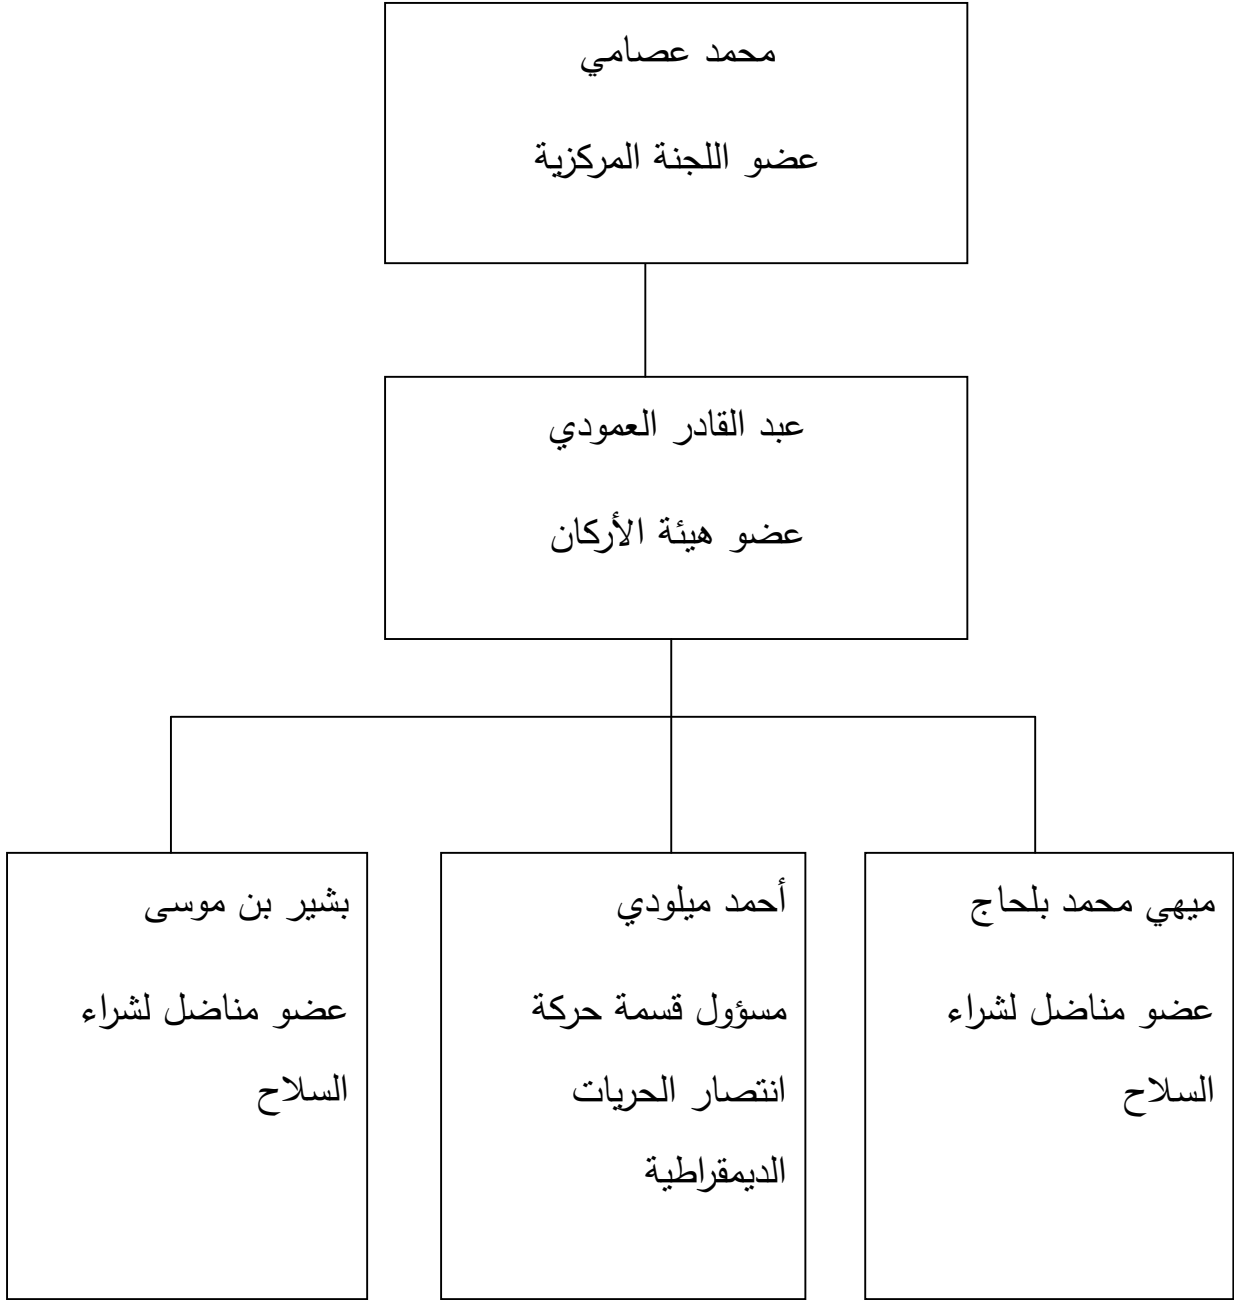 محمد عصامي
عضو اللجنة المركزية
عبد القادر العمودي
عضو هيئة الأركان
ميهي محمد بلحاج
عضو مناضل لشراء
السلاح
أحمد ميلودي
مسؤول قسمة حركة
انتصار الحريات
الديمقراطية
بشير بن موسى
عضو مناضل لشراء
السلاح